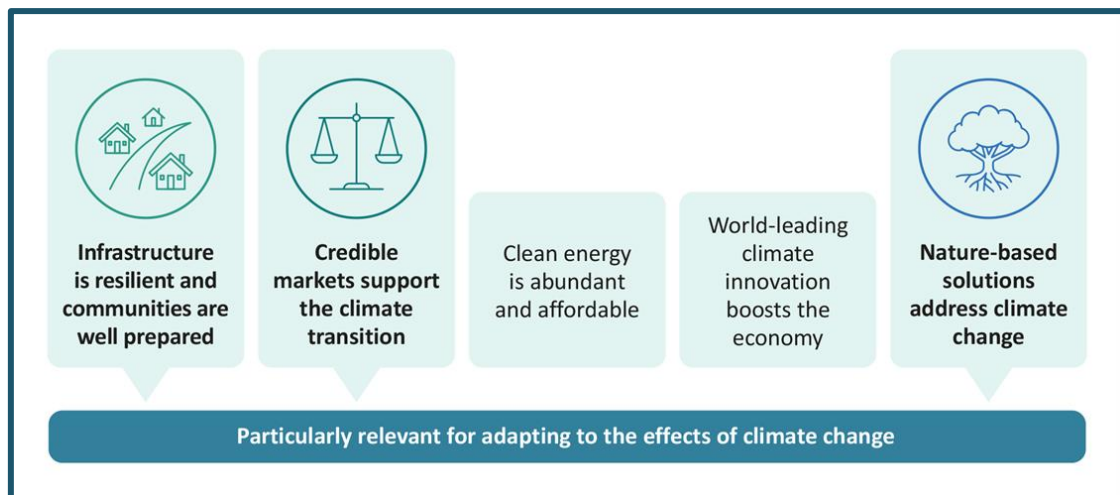 Infrastructure
is resilient and
communities are
well prepared
Credible
markets support
the climate
transition
Clean energy
is abundant
and affordable
World-leading
climate
innovation
boosts the
economy
Nature-based
solutions
address climate
change
Particularly relevant for adapting to the effects of climate change